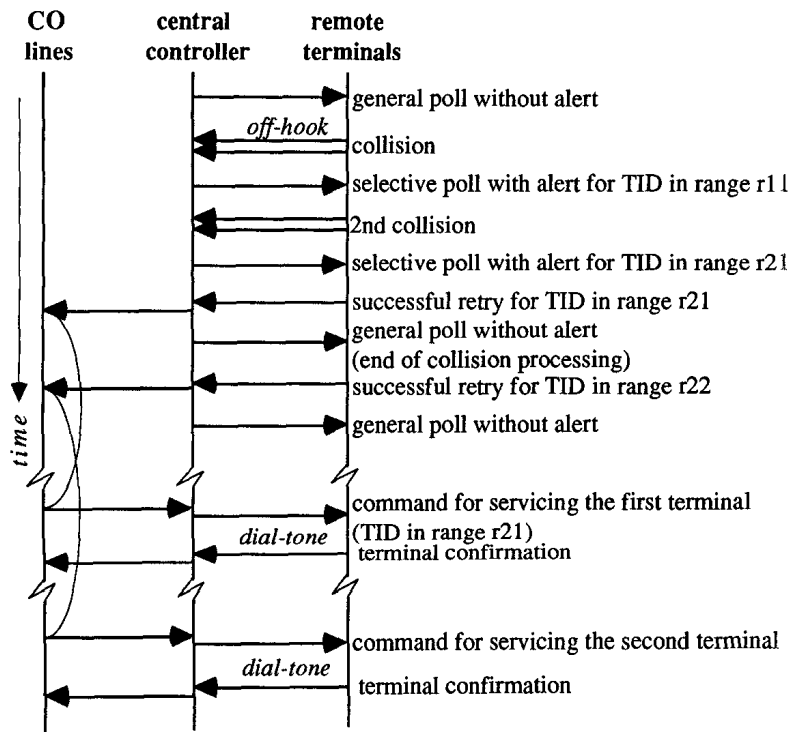 CO lines
central controller
remote terminals
general poll without alert
off-hook
collision
selective poll with alert for TID in range r11
2nd collision
selective poll with alert for TID in range r21
successful retry for TID in range r21
general poll without alert
(end of collision processing)
successful retry for TID in range r22
general poll without alert
time
command for servicing the first terminal
(TID in range r21)
dial-tone
terminal confirmation
command for servicing the second terminal
dial-tone
terminal confirmation